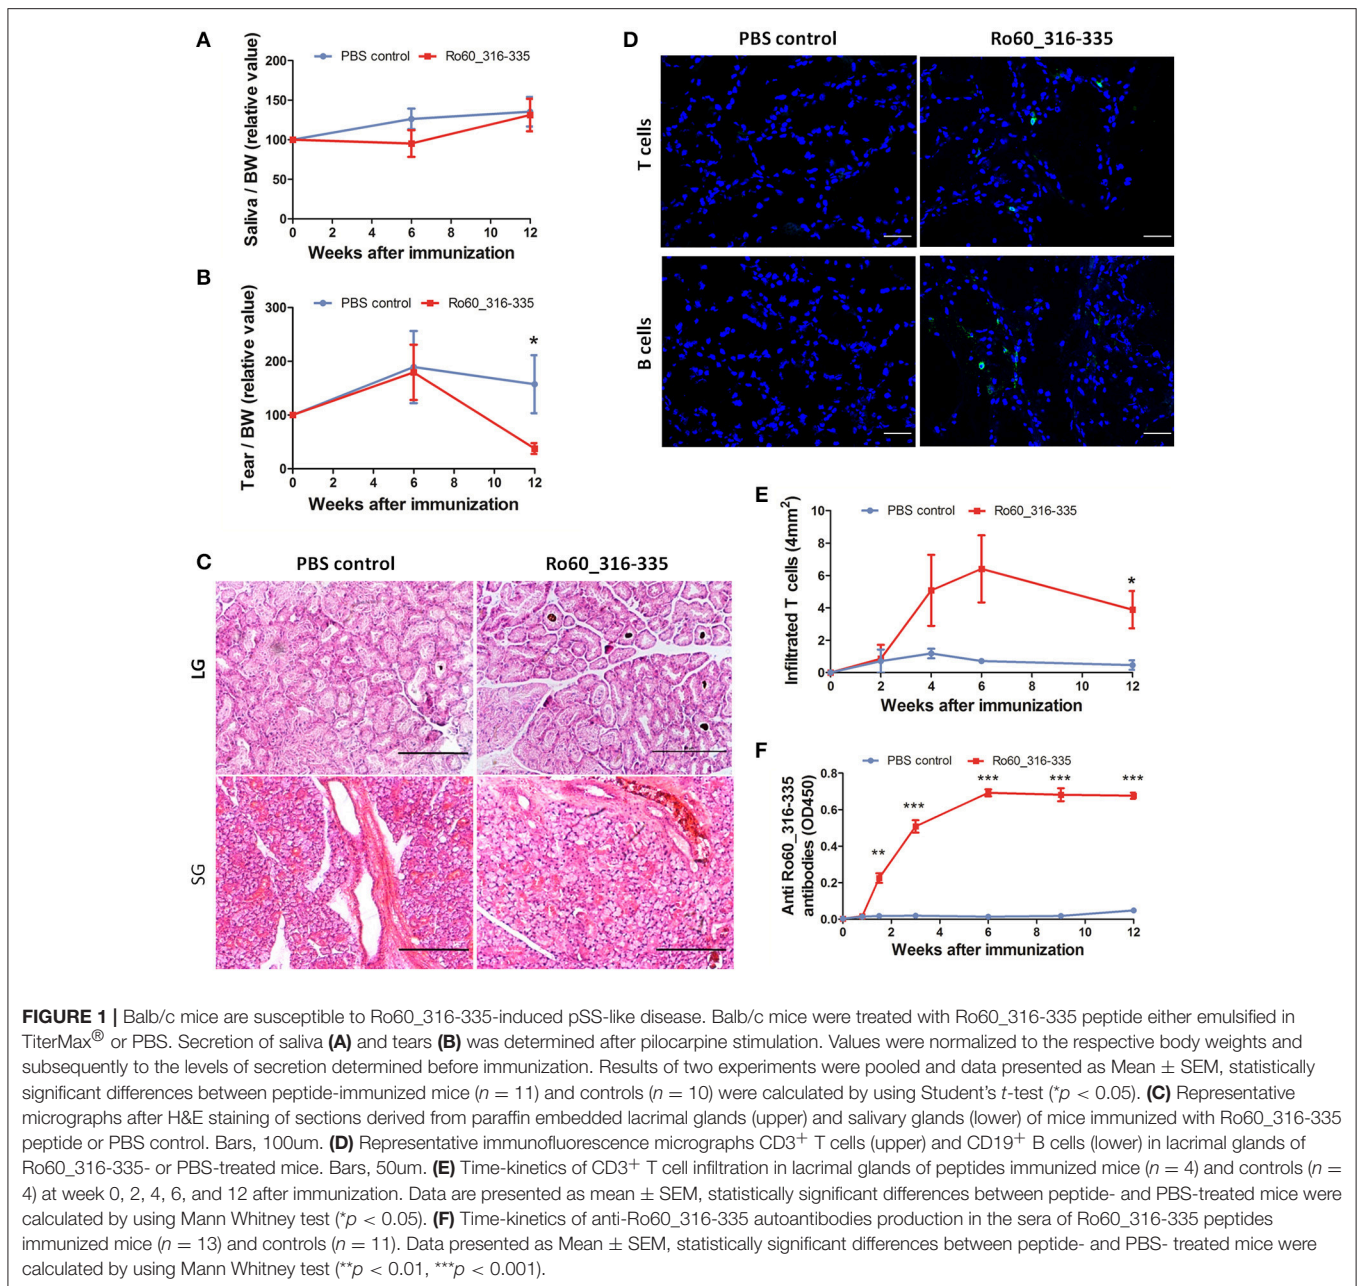 A
PBS control
Ro60_316-335
Saliva / BW (relative value)
200
150
100
50
0
0 2 4 6 8 10 12
Weeks after immunization
B
PBS control
Ro60_316-335
Tear / BW (relative value)
300
200
100
0
*
0 2 4 6 8 10 12
Weeks after immunization
C
PBS control
Ro60_316-335
LG
SG
D
PBS control
Ro60_316-335
T cells
B cells
E
PBS control
Ro60_316-335
Infiltrated T cells (4mm²)
10
8
6
4
2
0
*
0 2 4 6 8 10 12
Weeks after immunization
F
PBS control
Ro60_316-335
Anti Ro60_316-335
antibodies (OD450)
0.8
0.6
0.4
0.2
0.0
** *** *** *** ***
0 2 4 6 8 10 12
Weeks after immunization
FIGURE 1 | Balb/c mice are susceptible to Ro60_316-335-induced pSS-like disease. Balb/c mice were treated with Ro60_316-335 peptide either emulsified in
TiterMax® or PBS. Secretion of saliva (A) and tears (B) was determined after pilocarpine stimulation. Values were normalized to the respective body weights and
subsequently to the levels of secretion determined before immunization. Results of two experiments were pooled and data presented as Mean ± SEM, statistically
significant differences between peptide-immunized mice (n = 11) and controls (n = 10) were calculated by using Student's t-test (*p < 0.05). (C) Representative
micrographs after H&E staining of sections derived from paraffin embedded lacrimal glands (upper) and salivary glands (lower) of mice immunized with Ro60_316-335
peptide or PBS control. Bars, 100um. (D) Representative immunofluorescence micrographs CD3⁺ T cells (upper) and CD19⁺ B cells (lower) in lacrimal glands of
Ro60_316-335- or PBS-treated mice. Bars, 50um. (E) Time-kinetics of CD3⁺ T cell infiltration in lacrimal glands of peptides immunized mice (n = 4) and controls (n =
4) at week 0, 2, 4, 6, and 12 after immunization. Data are presented as mean ± SEM, statistically significant differences between peptide- and PBS-treated mice were
calculated by using Mann Whitney test (*p < 0.05). (F) Time-kinetics of anti-Ro60_316-335 autoantibodies production in the sera of Ro60_316-335 peptides
immunized mice (n = 13) and controls (n = 11). Data presented as Mean ± SEM, statistically significant differences between peptide- and PBS- treated mice were
calculated by using Mann Whitney test (**p < 0.01, ***p < 0.001).